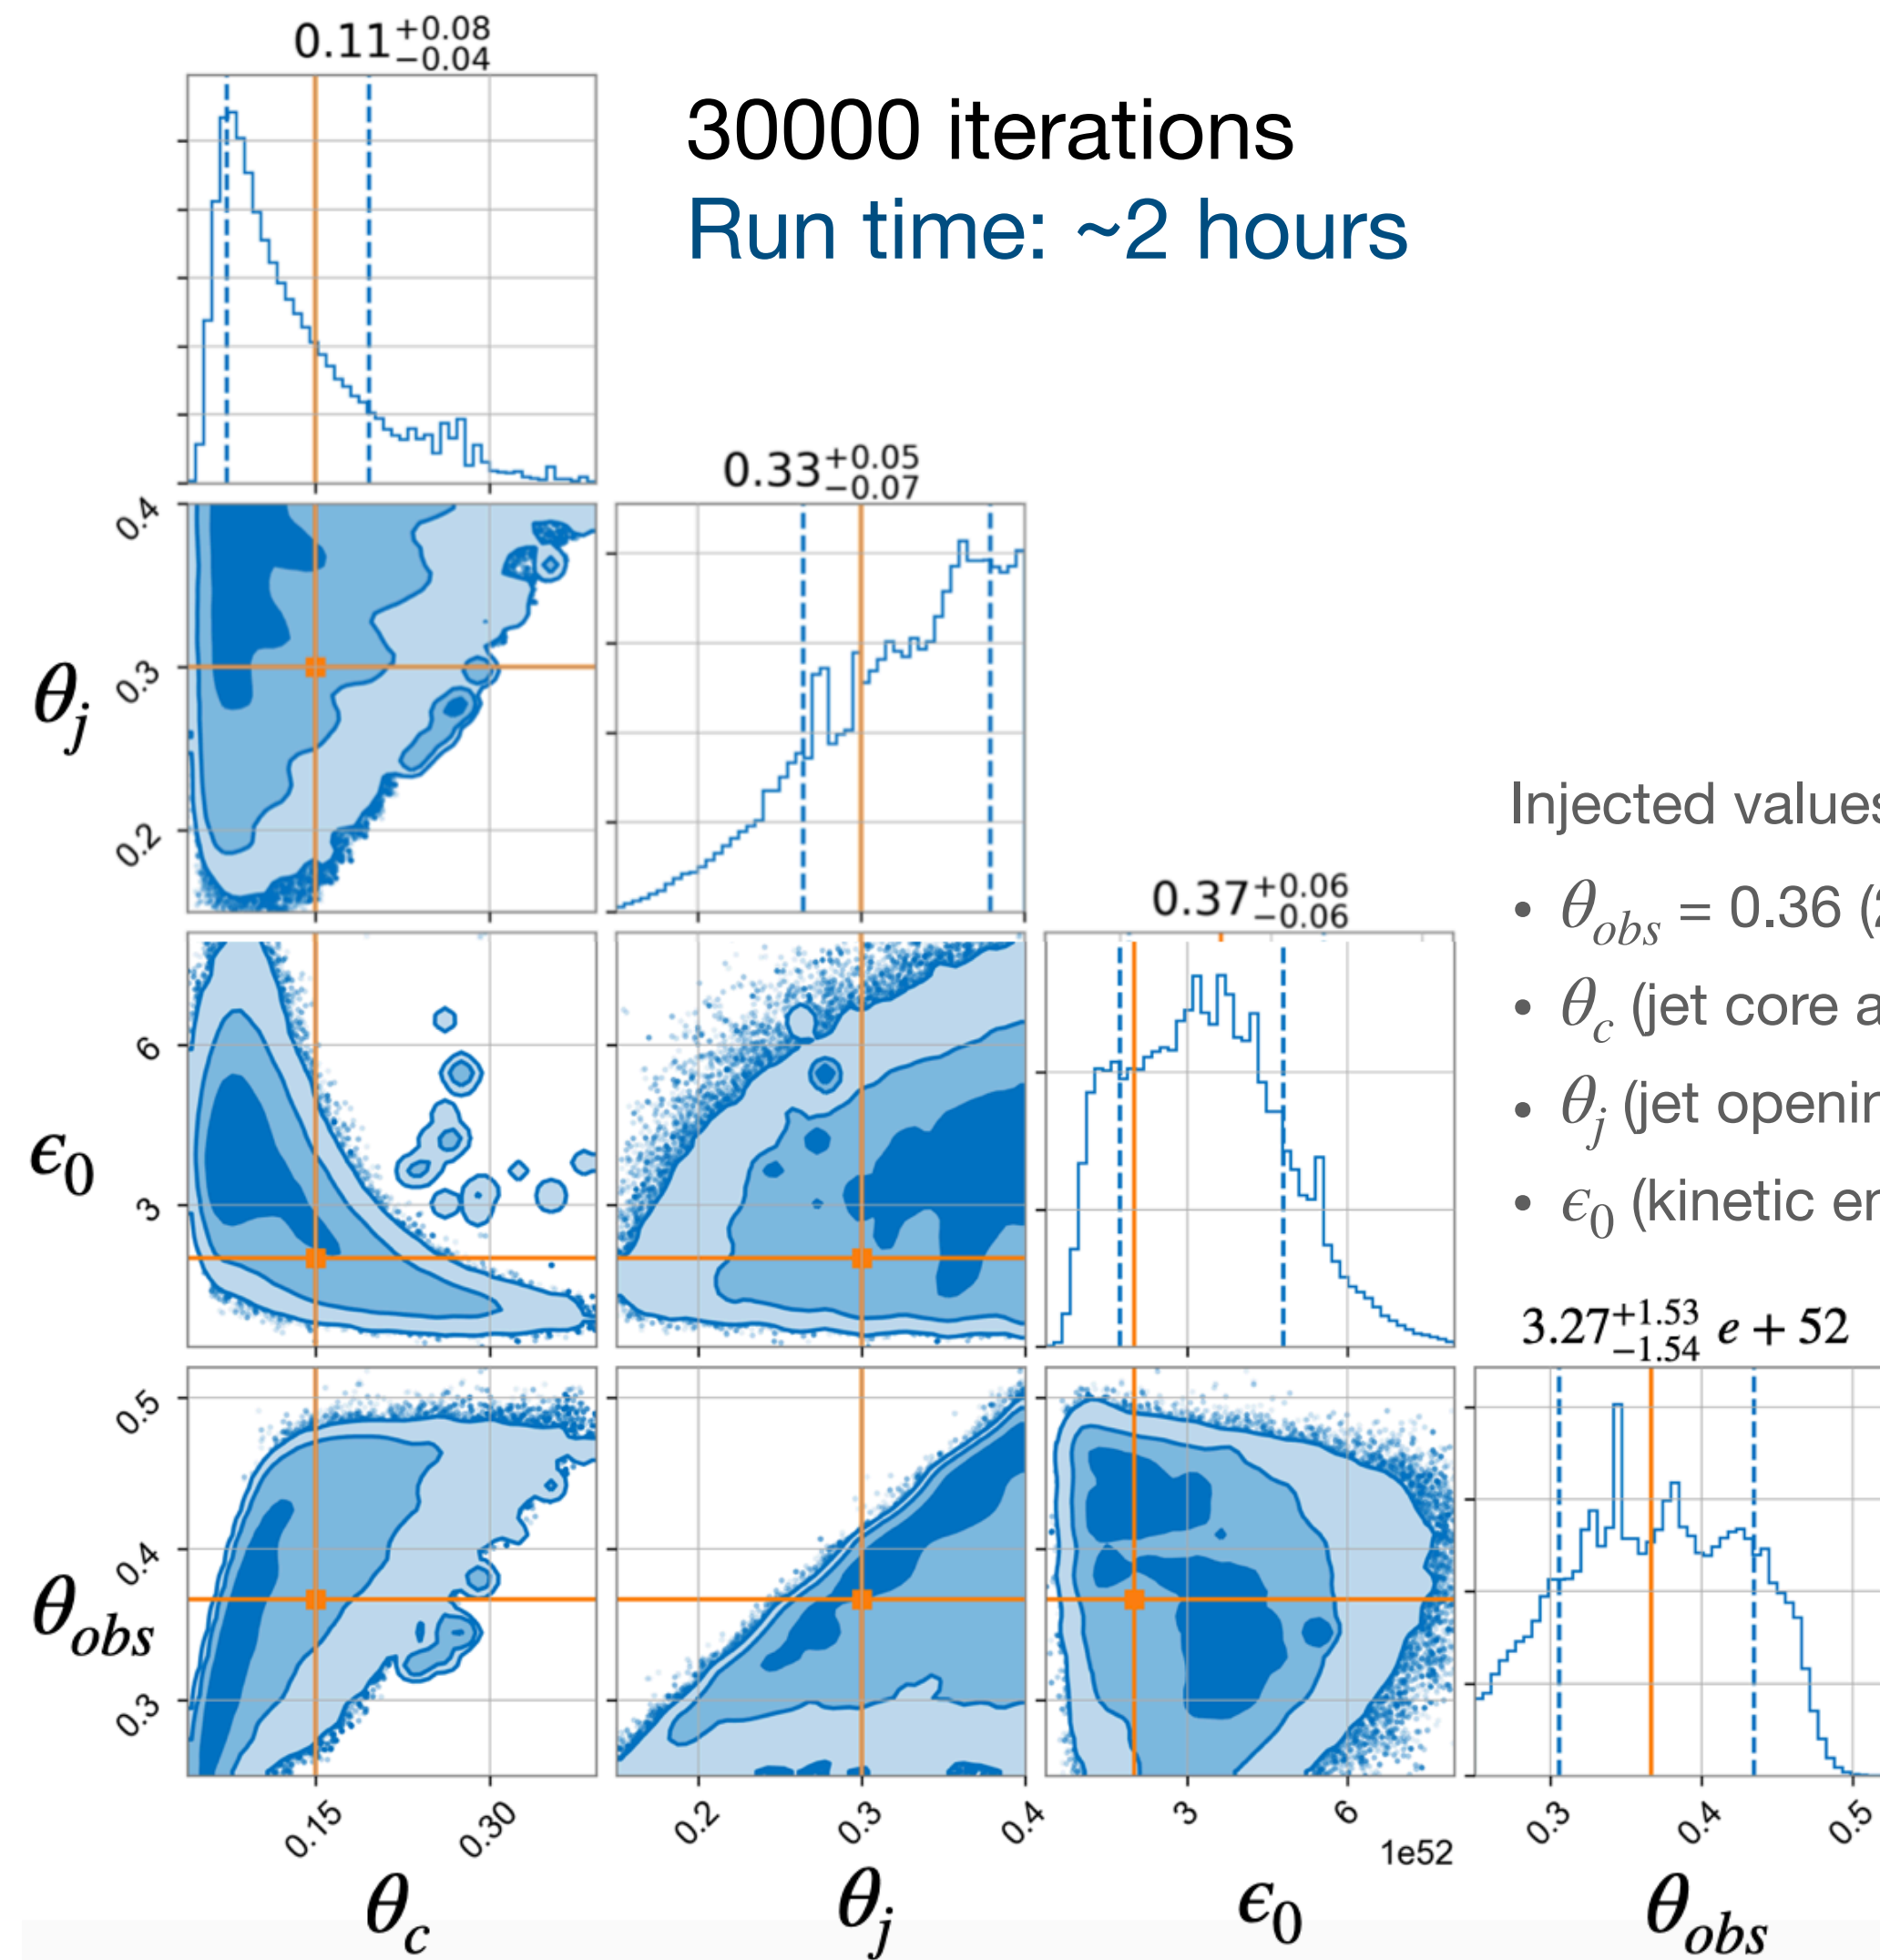 0.11 +0.08 −0.04
30000 iterations
Run time: ~2 hours
0.33 +0.05 −0.07
0.4
0.3
0.2
θj
Injected values
• θobs = 0.36 (2
• θc (jet core a
• θj (jet openin
• ϵ0 (kinetic en
0.37 +0.06 −0.06
6
3
ϵ0
3.27 +1.53 −1.54 e + 52
0.5
0.4
0.3
θobs
0.15 0.30 0.2 0.3 0.4 3 6 0.3 0.4 0.5
1e52
θc θj ϵ0 θobs